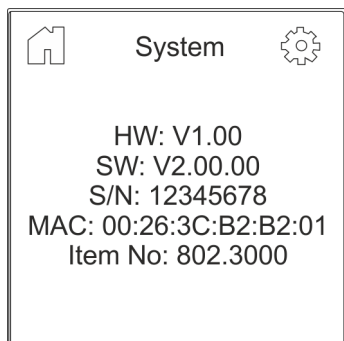 System
HW: V1.00
SW: V2.00.00
S/N: 12345678
MAC: 00:26:3C:B2:B2:01
Item No: 802.3000